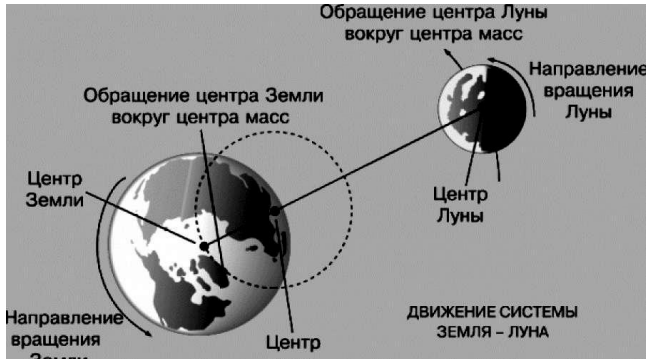 Обращение центра Луны
вокруг центра масс
Направление
вращения
Луны
Обращение центра Земли
вокруг центра масс
Центр
Земли
Центр
Луны
Направление
вращения
Земли
Центр
ДВИЖЕНИЕ СИСТЕМЫ
ЗЕМЛЯ – ЛУНА